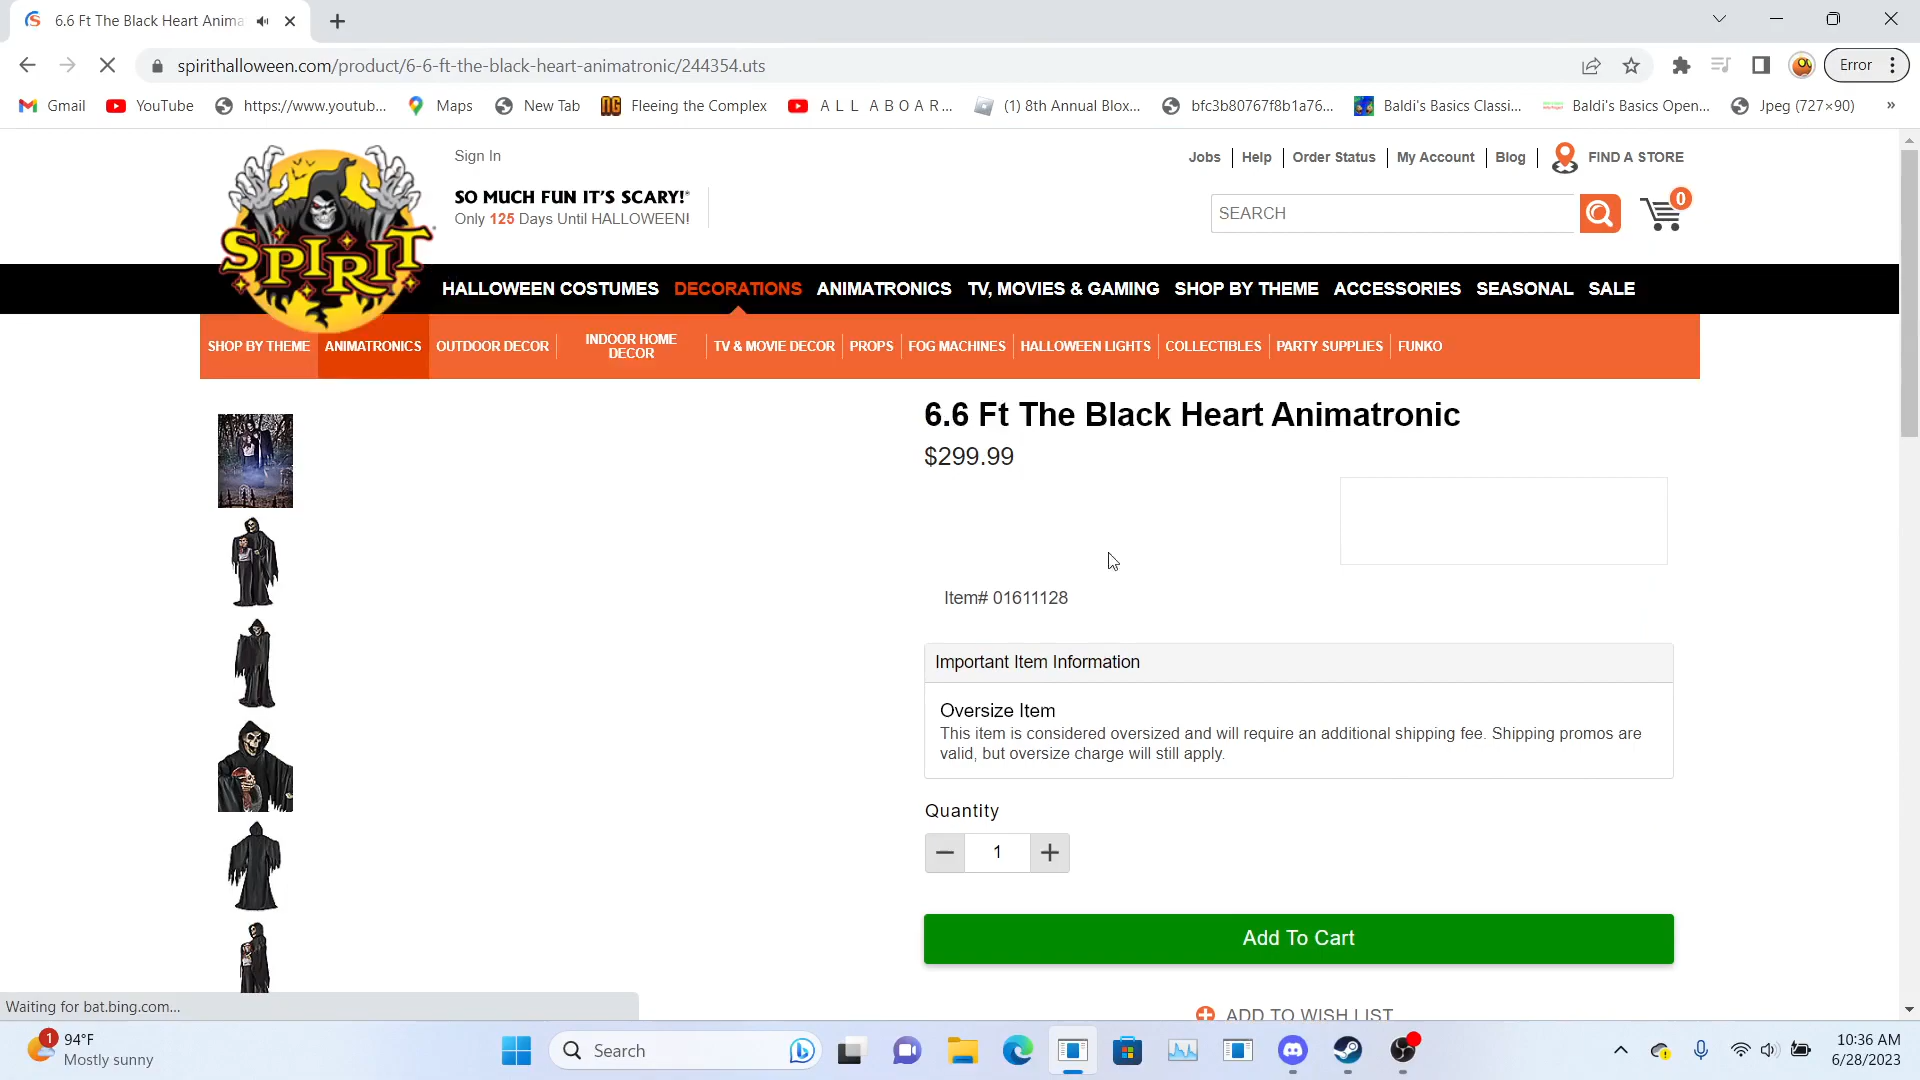 6.6 Ft The Black Heart Anima
spirithalloween.com/product/6-6-ft-the-black-heart-animatronic/244354.uts
Error
Gmail
YouTube
https://www.youtub...
Maps
New Tab
Fleeing the Complex
A L L A B O A R...
(1) 8th Annual Blox...
bfc3b80767f8b1a76...
Baldi's Basics Classi...
Baldi's Basics Open...
Jpeg (727×90)
»
SPIRIT
Sign In
SO MUCH FUN IT'S SCARY!®
Only 125 Days Until HALLOWEEN!
Jobs
Help
Order Status
My Account
Blog
FIND A STORE
SEARCH
0
HALLOWEEN COSTUMES
DECORATIONS
ANIMATRONICS
TV, MOVIES & GAMING
SHOP BY THEME
ACCESSORIES
SEASONAL
SALE
SHOP BY THEME
ANIMATRONICS
OUTDOOR DECOR
INDOOR HOME
DECOR
TV & MOVIE DECOR
PROPS
FOG MACHINES
HALLOWEEN LIGHTS
COLLECTIBLES
PARTY SUPPLIES
FUNKO
6.6 Ft The Black Heart Animatronic
$299.99
Item# 01611128
Important Item Information
Oversize Item
This item is considered oversized and will require an additional shipping fee. Shipping promos are
valid, but oversize charge will still apply.
Quantity
1
Add To Cart
ADD TO WISH LIST
Waiting for bat.bing.com...
1
94°F
Mostly sunny
Search
10:36 AM
6/28/2023